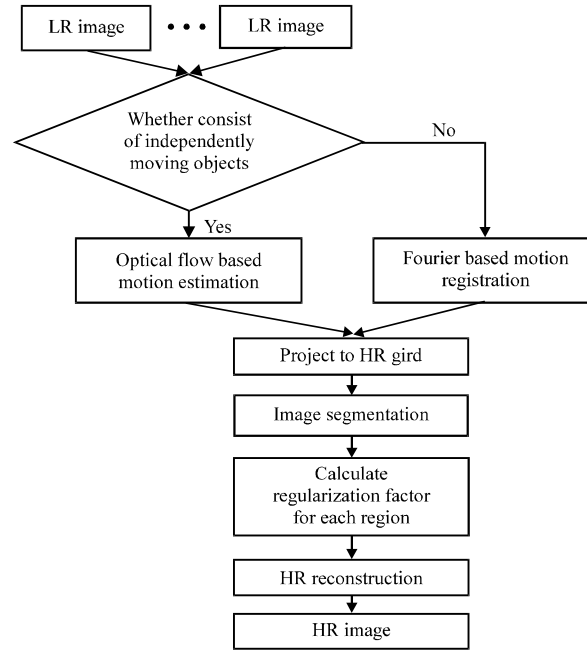 LR image
LR image
Whether consist
of independently
moving objects
No
Yes
Optical flow based
motion estimation
Fourier based motion
registration
Project to HR gird
Image segmentation
Calculate
regularization factor
for each region
HR reconstruction
HR image